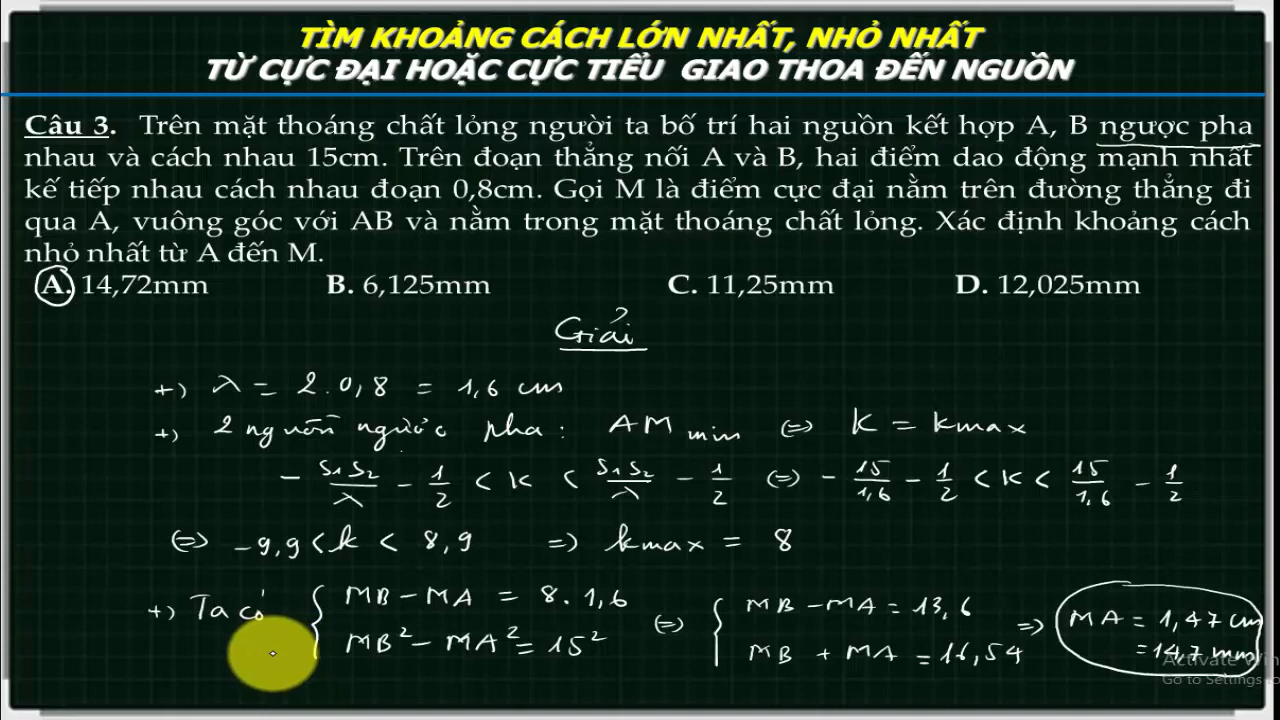 TÌM KHOẢNG CÁCH LỚN NHẤT, NHỎ NHẤT
TỪ CỰC ĐẠI HOẶC CỰC TIỂU GIAO THOA ĐẾN NGUỒN
Câu 3. Trên mặt thoáng chất lỏng người ta bố trí hai nguồn kết hợp A, B ngược pha
nhau và cách nhau 15cm. Trên đoạn thẳng nối A và B, hai điểm dao động mạnh nhất
kế tiếp nhau cách nhau đoạn 0,8cm. Gọi M là điểm cực đại nằm trên đường thẳng đi
qua A, vuông góc với AB và nằm trong mặt thoáng chất lỏng. Xác định khoảng cách
nhỏ nhất từ A đến M.
A. 14,72mm B. 6,125mm C. 11,25mm D. 12,025mm
Giải
+) λ = 2.0,8 = 1,6 cm
+) 2 nguồn ngược pha: AM min ⇔ K = kmax
- S1S2/λ - 1/2 < K < S1S2/λ - 1/2 ⇔ - 15/1,6 - 1/2 < K < 15/1,6 - 1/2
⇔ -9,9 < k < 8,9 ⇒ kmax = 8
+) Ta có { MB - MA = 8.1,6 ⇔ { MB - MA = 13,6 ⇒ MA = 1,47 cm
MB² - MA² = 15² MB + MA = 16,54 = 14,7 mm
Activate Win
Go to Settings to